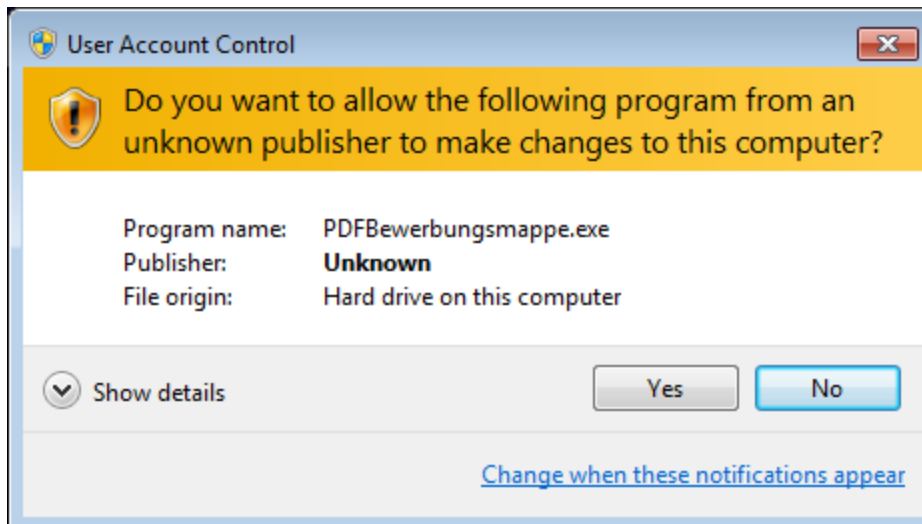 User Account Control
Do you want to allow the following program from an
unknown publisher to make changes to this computer?
Program name: PDFBewerbungsmappe.exe
Publisher: Unknown
File origin: Hard drive on this computer
Show details
Yes
No
Change when these notifications appear